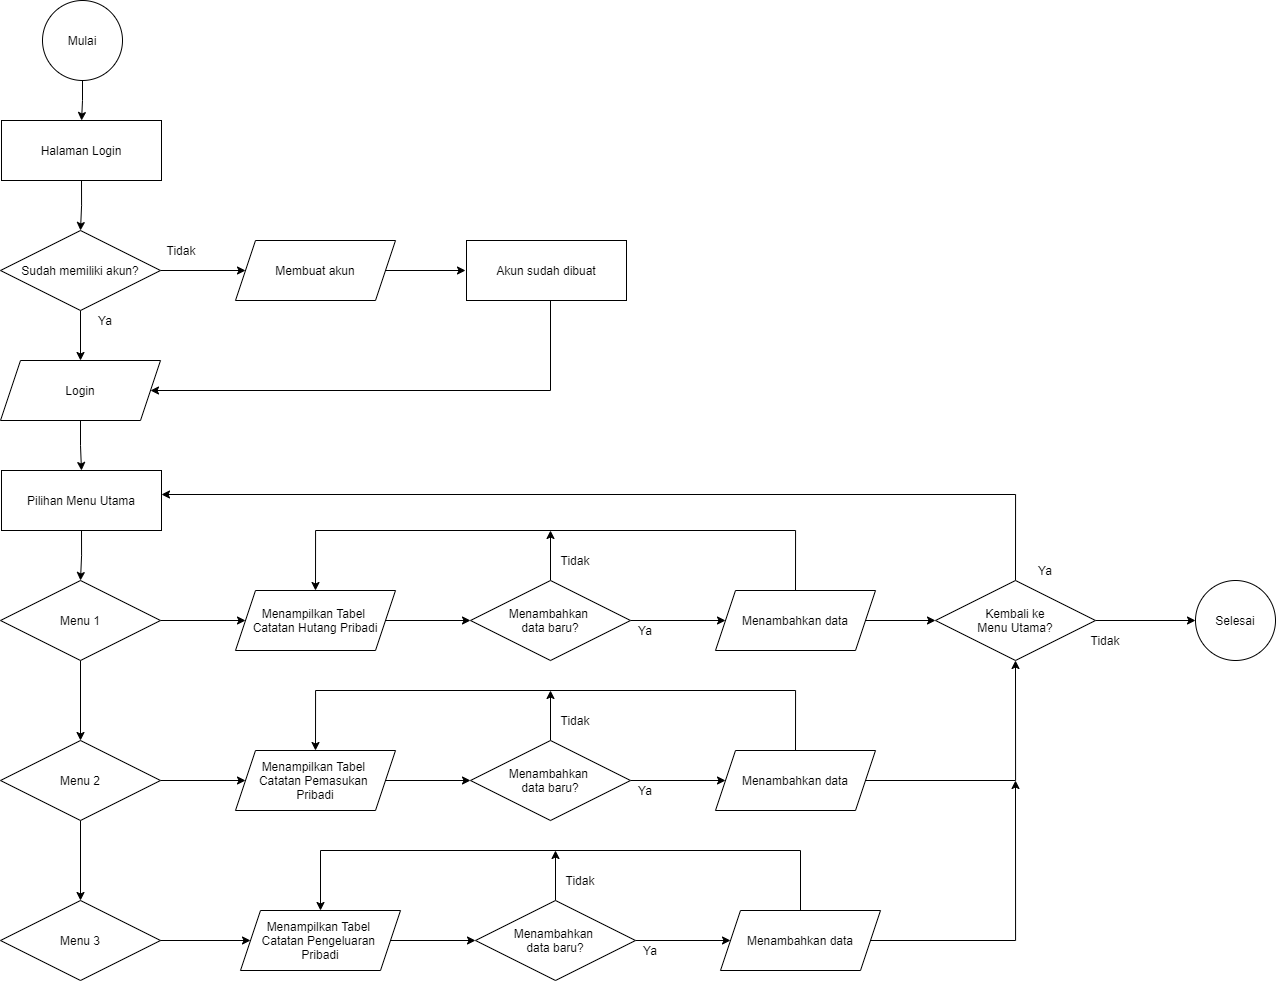 Mulai
Halaman Login
Sudah memiliki akun?
Tidak
Membuat akun
Akun sudah dibuat
Ya
Login
Pilihan Menu Utama
Menu 1
Menampilkan Tabel
Catatan Hutang Pribadi
Tidak
Menambahkan
data baru?
Ya
Menambahkan data
Ya
Kembali ke
Menu Utama?
Tidak
Selesai
Menu 2
Menampilkan Tabel
Catatan Pemasukan
Pribadi
Tidak
Menambahkan
data baru?
Ya
Menambahkan data
Menu 3
Menampilkan Tabel
Catatan Pengeluaran
Pribadi
Tidak
Menambahkan
data baru?
Ya
Menambahkan data